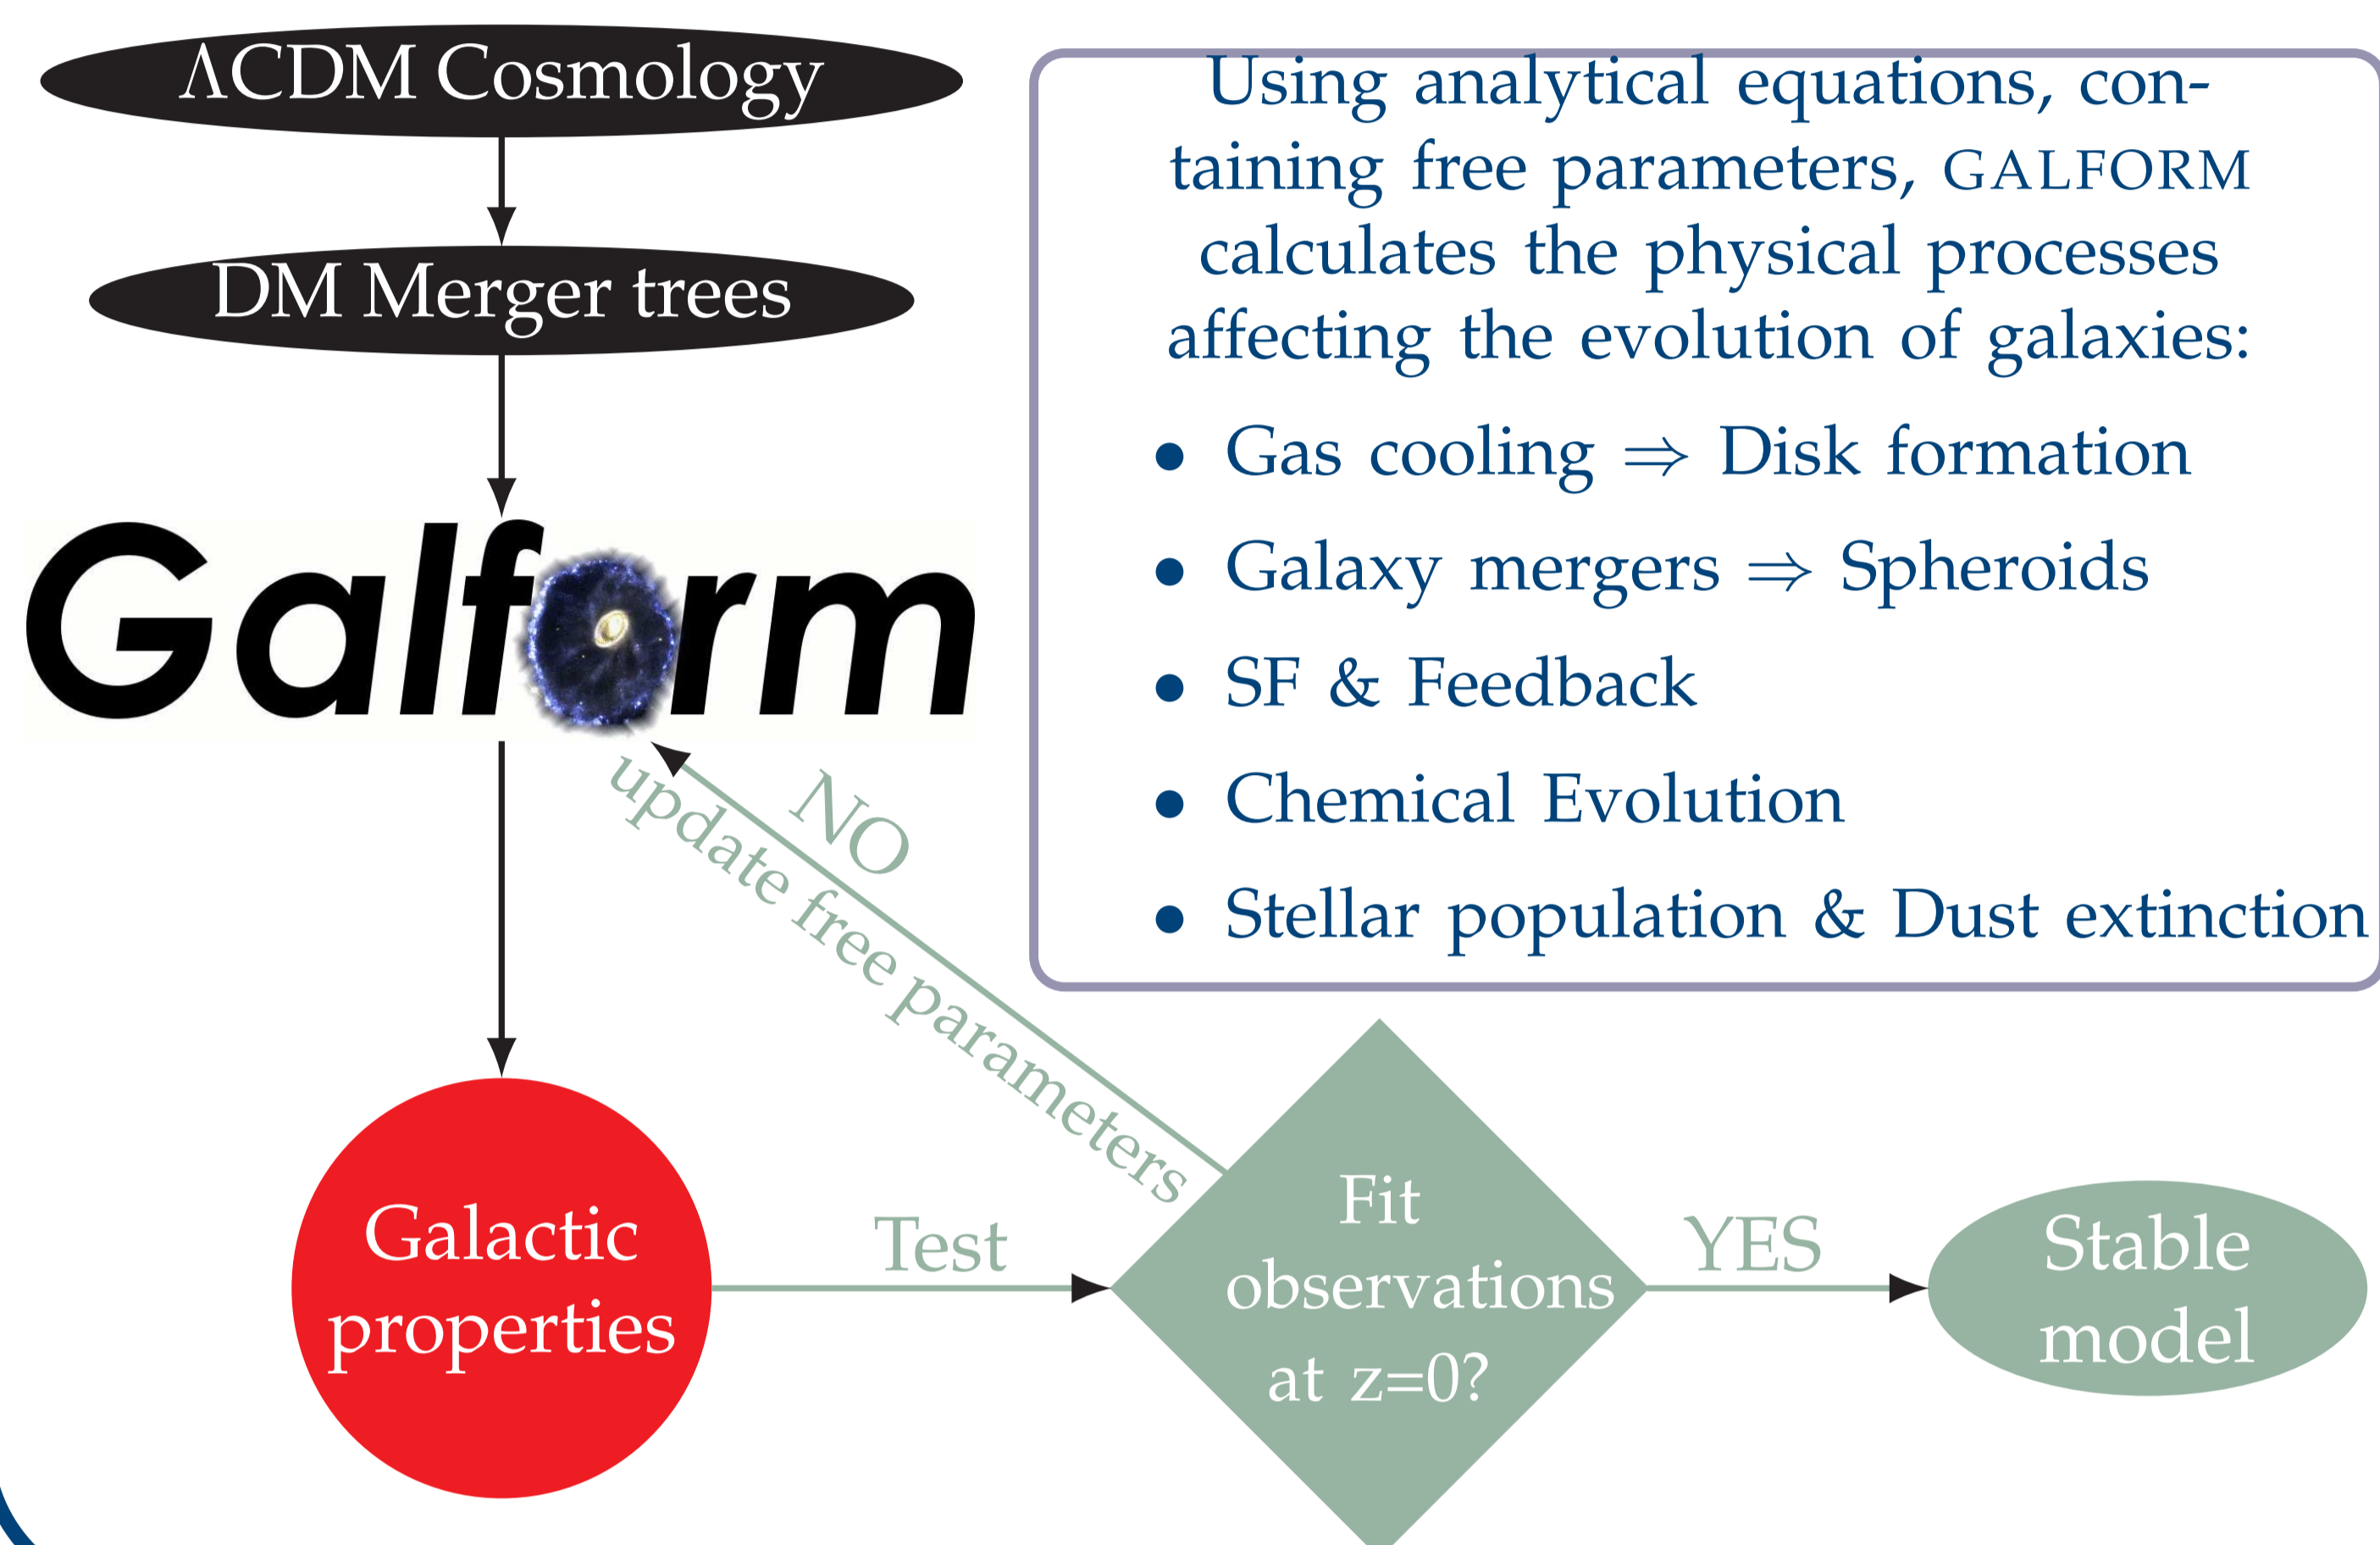 ΛCDM Cosmology
DM Merger trees
Galform
Using analytical equations, con-
taining free parameters, GALFORM
calculates the physical processes
affecting the evolution of galaxies:
• Gas cooling ⇒ Disk formation
• Galaxy mergers ⇒ Spheroids
• SF & Feedback
• Chemical Evolution
• Stellar population & Dust extinction
NO
update free parameters
Galactic
properties
Test
Fit
observations
at z=0?
YES
Stable
model